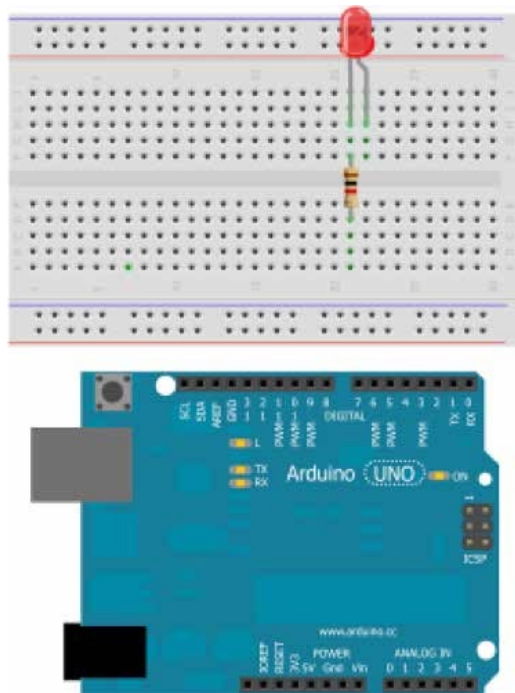 SCL
SDA
AREF
GND
13
12
PWM 11
PWM 10
PWM 9
8
DIGITAL
7
PWM 6
PWM 5
4
PWM 3
2
TX 1
RX 0
L
TX
RX
Arduino UNO
ON
1
ICSP
www.arduino.cc
POWER
ANALOG IN
IOREF
RESET
3V3
5V
Gnd
Vin
0 1 2 3 4 5